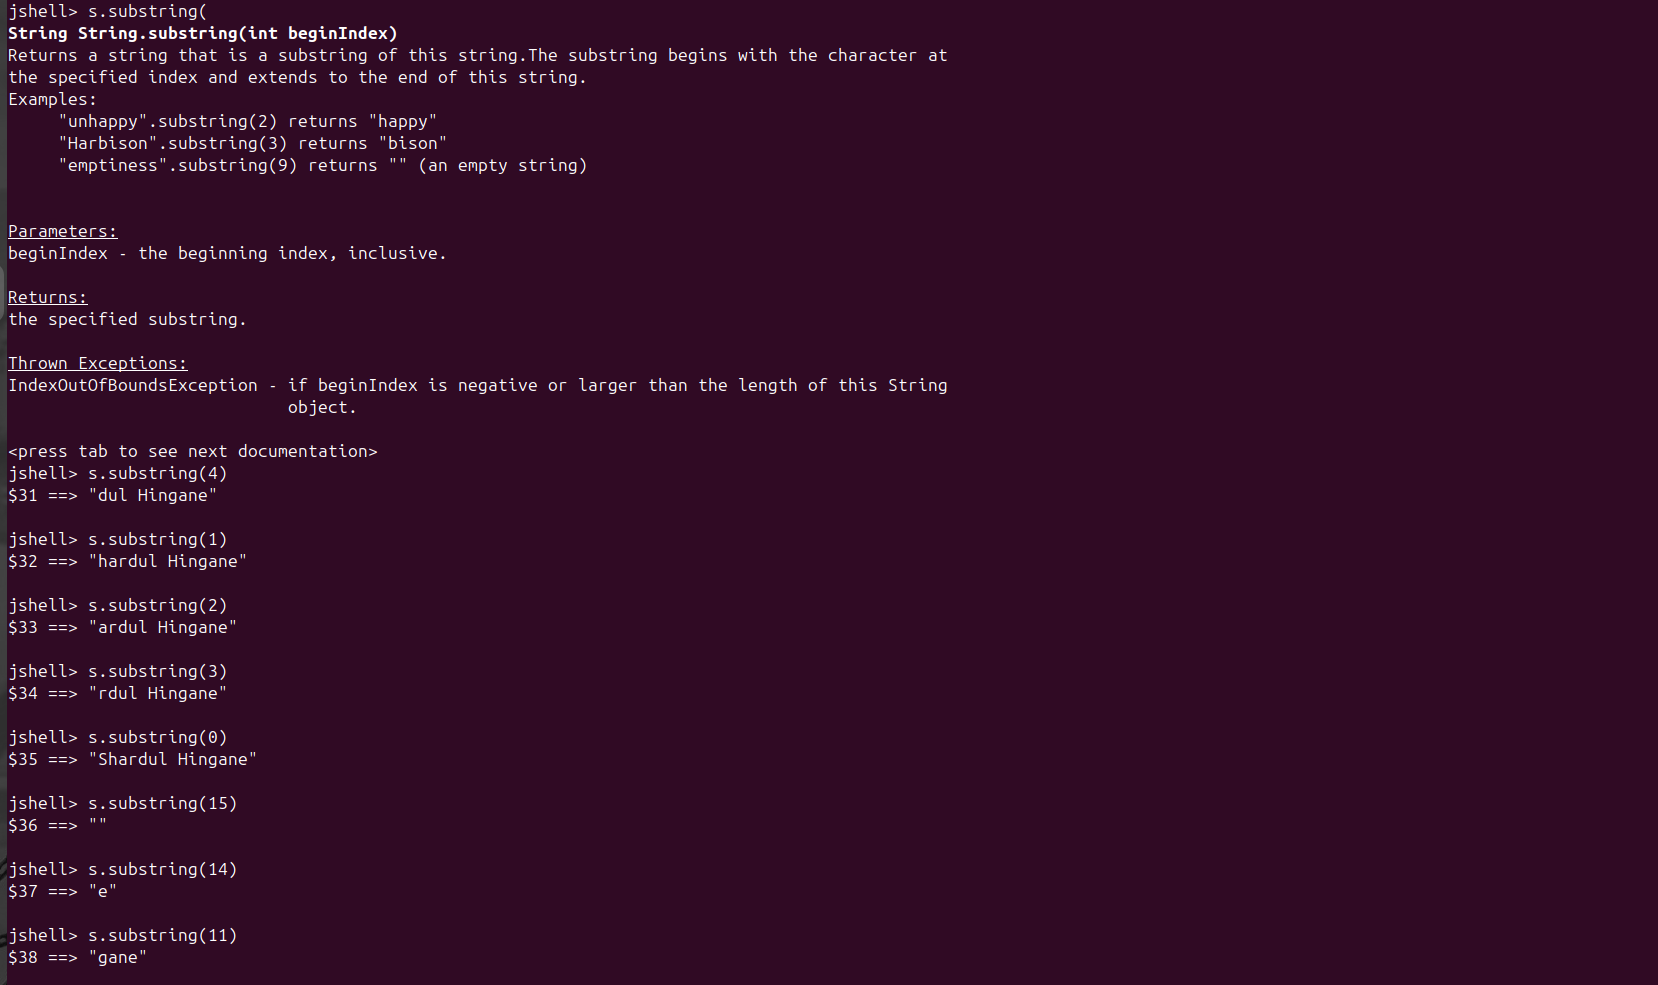 jshell> s.substring(
String String.substring(int beginIndex)
Returns a string that is a substring of this string.The substring begins with the character at
the specified index and extends to the end of this string.
Examples:
     "unhappy".substring(2) returns "happy"
     "Harbison".substring(3) returns "bison"
     "emptiness".substring(9) returns "" (an empty string)
Parameters:
beginIndex - the beginning index, inclusive.
Returns:
the specified substring.
Thrown Exceptions:
IndexOutOfBoundsException - if beginIndex is negative or larger than the length of this String
                            object.
<press tab to see next documentation>
jshell> s.substring(4)
$31 ==> "dul Hingane"
jshell> s.substring(1)
$32 ==> "hardul Hingane"
jshell> s.substring(2)
$33 ==> "ardul Hingane"
jshell> s.substring(3)
$34 ==> "rdul Hingane"
jshell> s.substring(0)
$35 ==> "Shardul Hingane"
jshell> s.substring(15)
$36 ==> ""
jshell> s.substring(14)
$37 ==> "e"
jshell> s.substring(11)
$38 ==> "gane"